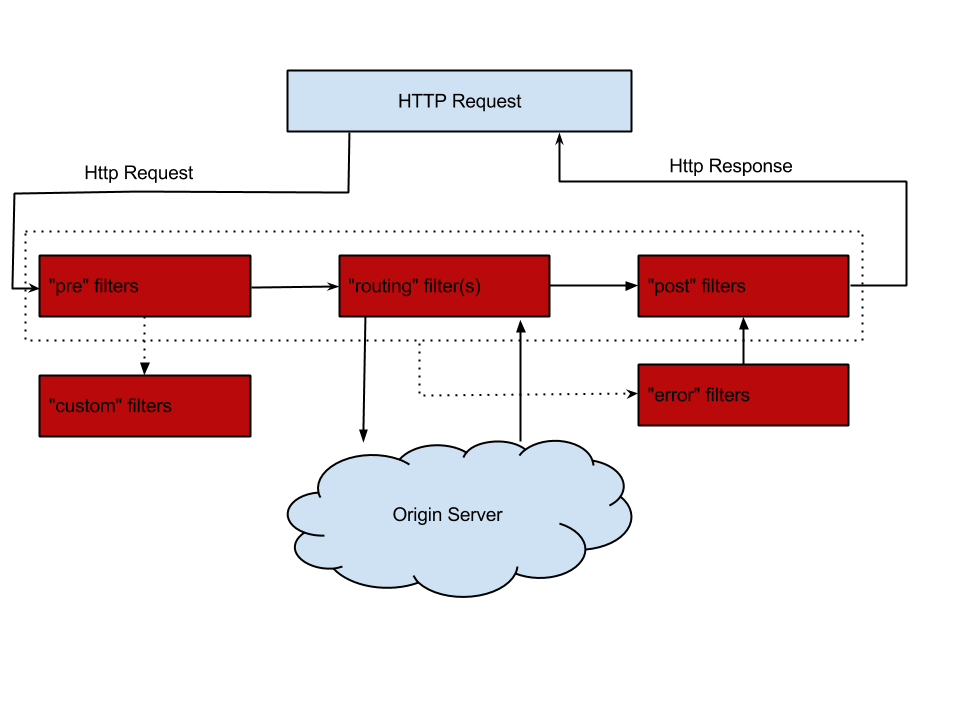 HTTP Request
Http Request
Http Response
"pre" filters
"routing" filter(s)
"post" filters
"custom" filters
"error" filters
Origin Server